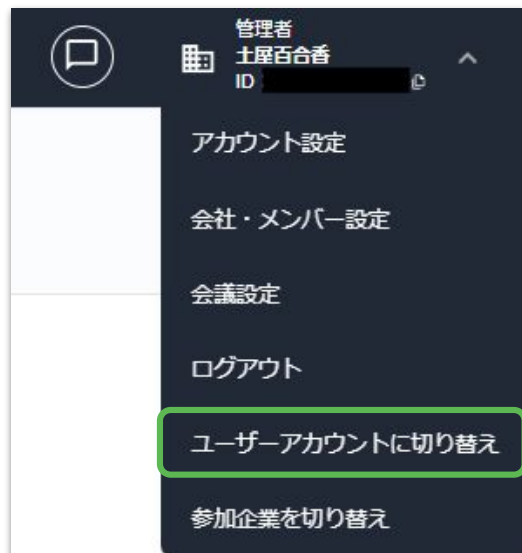 管理者
土屋百合香
ID
アカウント設定
会社・メンバー設定
会議設定
ログアウト
ユーザーアカウントに切り替え
参加企業を切り替え